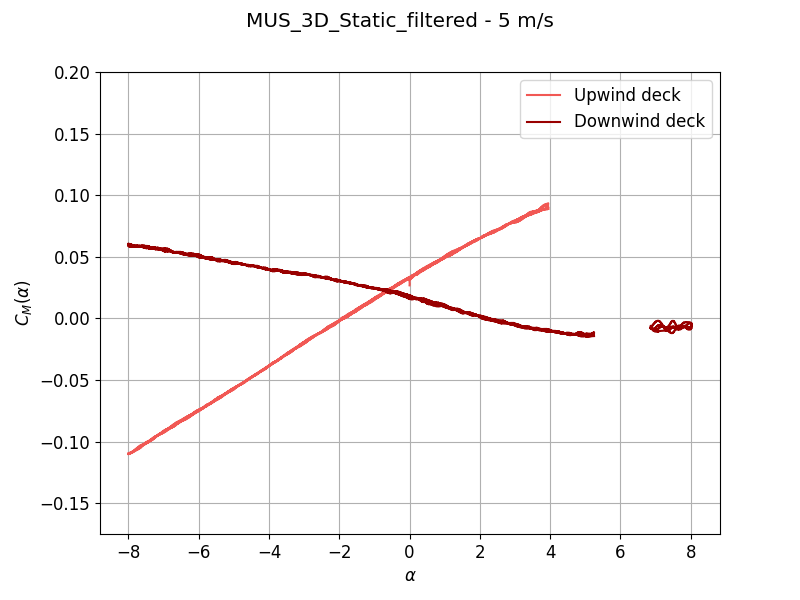 MUS_3D_Static_filtered - 5 m/s
Upwind deck
Downwind deck
0.20
0.15
0.10
0.05
0.00
−0.05
−0.10
−0.15
C_M(α)
−8 −6 −4 −2 0 2 4 6 8
α